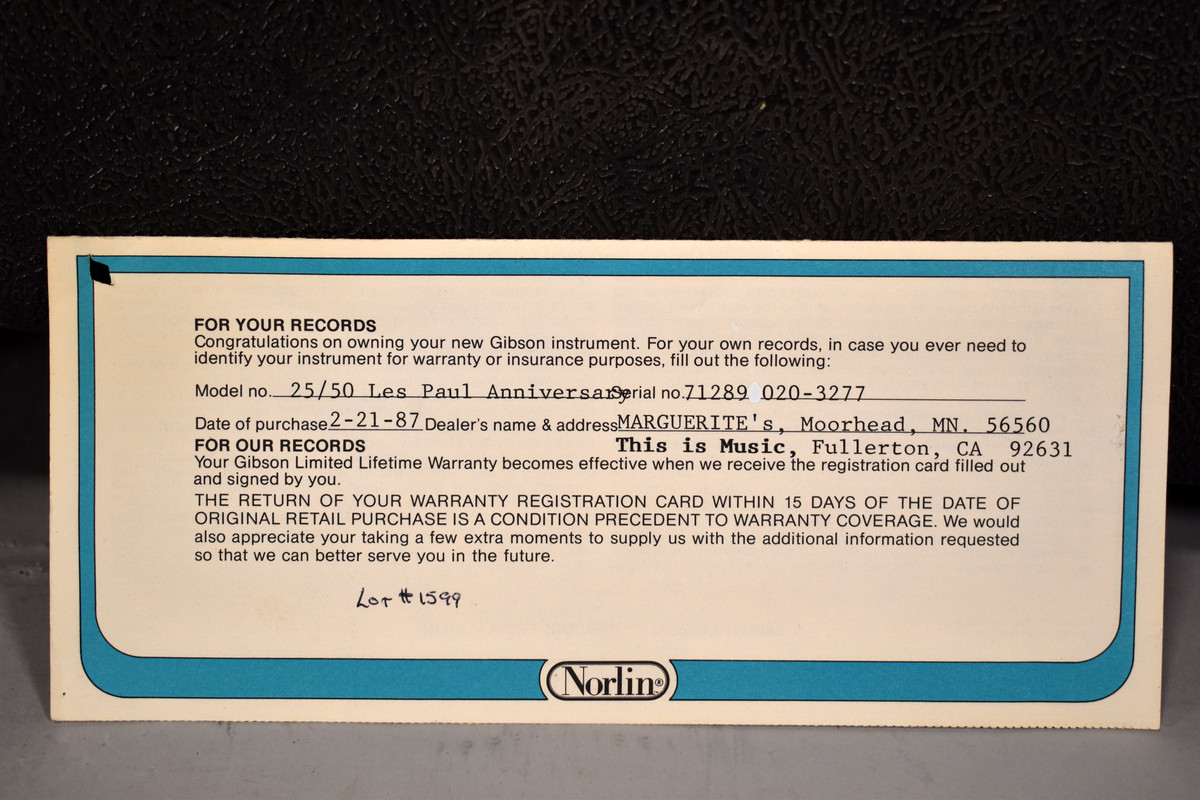 FOR YOUR RECORDS
Congratulations on owning your new Gibson instrument. For your own records, in case you ever need to
identify your instrument for warranty or insurance purposes, fill out the following:
Model no. 25/50 Les Paul Anniversary Serial no. 71289 020-3277
Date of purchase 2-21-87 Dealer's name & address MARGUERITE's, Moorhead, MN. 56560
FOR OUR RECORDS This is Music, Fullerton, CA 92631
Your Gibson Limited Lifetime Warranty becomes effective when we receive the registration card filled out
and signed by you.
THE RETURN OF YOUR WARRANTY REGISTRATION CARD WITHIN 15 DAYS OF THE DATE OF
ORIGINAL RETAIL PURCHASE IS A CONDITION PRECEDENT TO WARRANTY COVERAGE. We would
also appreciate your taking a few extra moments to supply us with the additional information requested
so that we can better serve you in the future.
Lot #1599
Norlin®